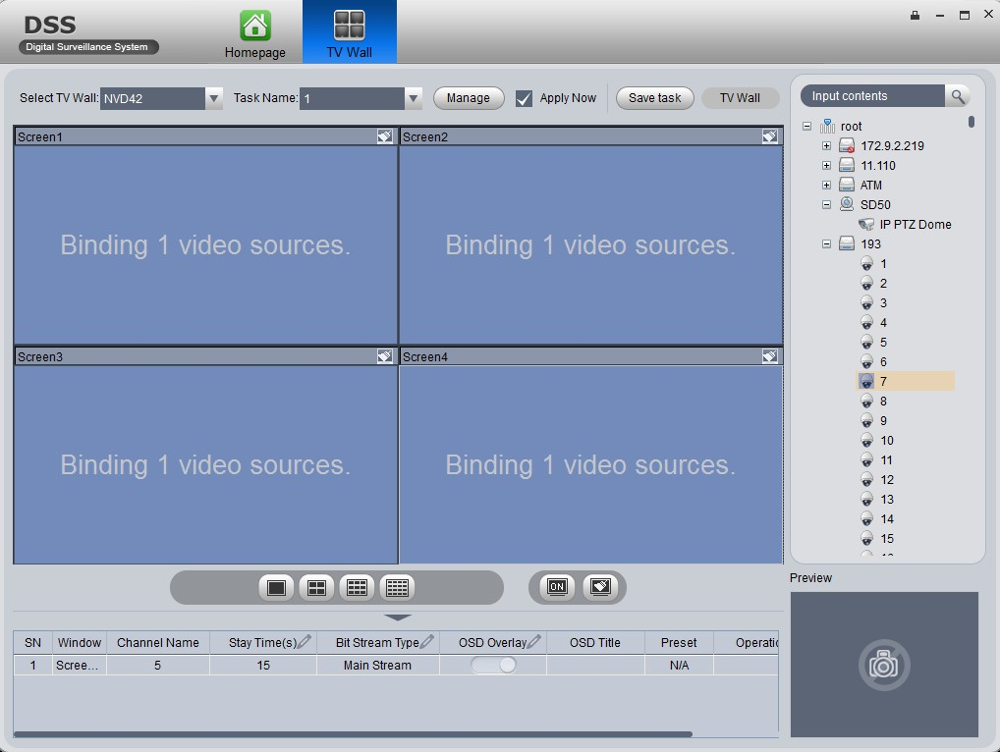 DSS
Digital Surveillance System
Homepage
TV Wall
Select TV Wall: NVD42 Task Name: 1 Manage Apply Now Save task TV Wall
Input contents
Screen1
Binding 1 video sources.
Screen2
Binding 1 video sources.
Screen3
Binding 1 video sources.
Screen4
Binding 1 video sources.
root
172.9.2.219
11.110
ATM
SD50
IP PTZ Dome
193
1
2
3
4
5
6
7
8
9
10
11
12
13
14
15
ON
Preview
SN Window Channel Name Stay Time(s) Bit Stream Type OSD Overlay OSD Title Preset Operatic
1 Scree... 5 15 Main Stream N/A